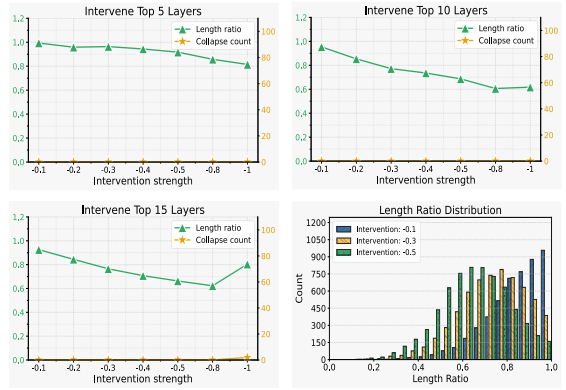 Intervene Top 5 Layers
1.2
1.0
0.8
0.6
0.4
0.2
0.0
100
80
60
40
20
0
Length ratio
Collapse count
-0.1 -0.2 -0.3 -0.4 -0.5 -0.8 -1
Intervention strength
Intervene Top 10 Layers
1.2
1.0
0.8
0.6
0.4
0.2
0.0
100
80
60
40
20
0
Length ratio
Collapse count
-0.1 -0.2 -0.3 -0.4 -0.5 -0.8 -1
Intervention strength
Intervene Top 15 Layers
1.2
1.0
0.8
0.6
0.4
0.2
0.0
100
80
60
40
20
0
Length ratio
Collapse count
-0.1 -0.2 -0.3 -0.4 -0.5 -0.8 -1
Intervention strength
Length Ratio Distribution
Count
1200
1050
900
750
600
450
300
150
0
Intervention: -0.1
Intervention: -0.3
Intervention: -0.5
0.0 0.2 0.4 0.6 0.8 1.0
Length Ratio